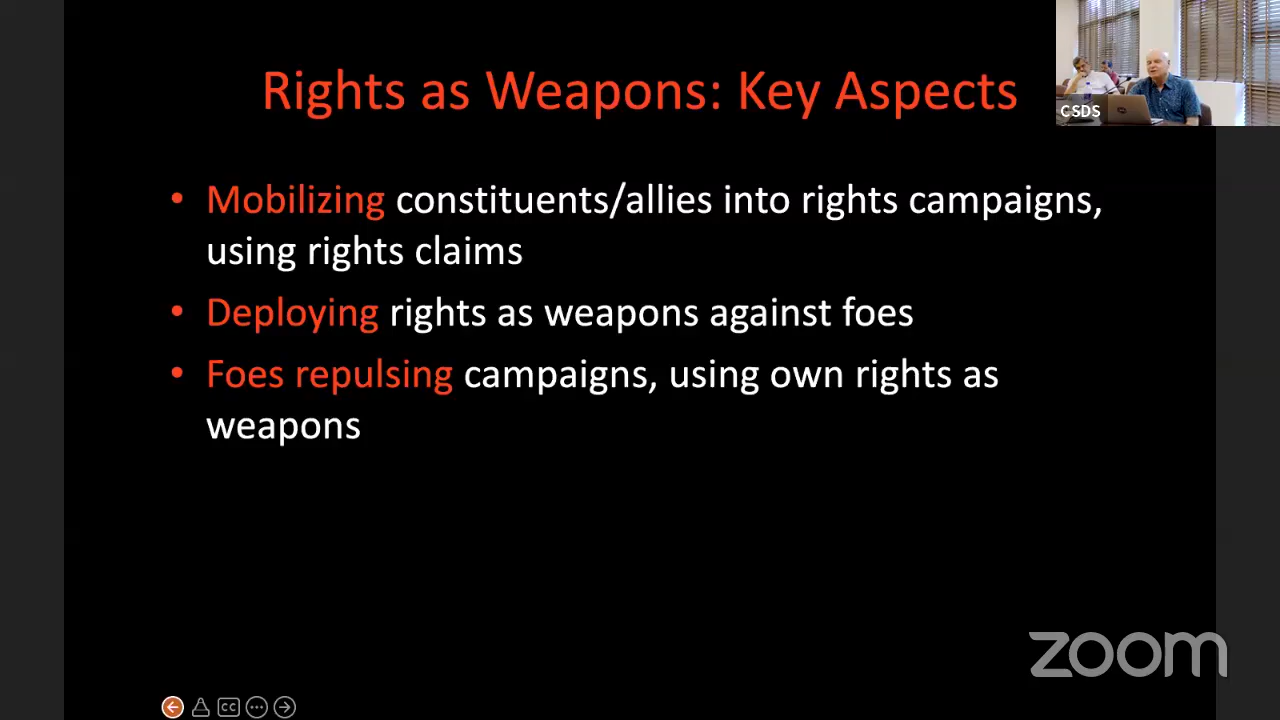 Rights as Weapons: Key Aspects
CSDS
• Mobilizing constituents/allies into rights campaigns,
using rights claims
• Deploying rights as weapons against foes
• Foes repulsing campaigns, using own rights as
weapons
zoom
CC